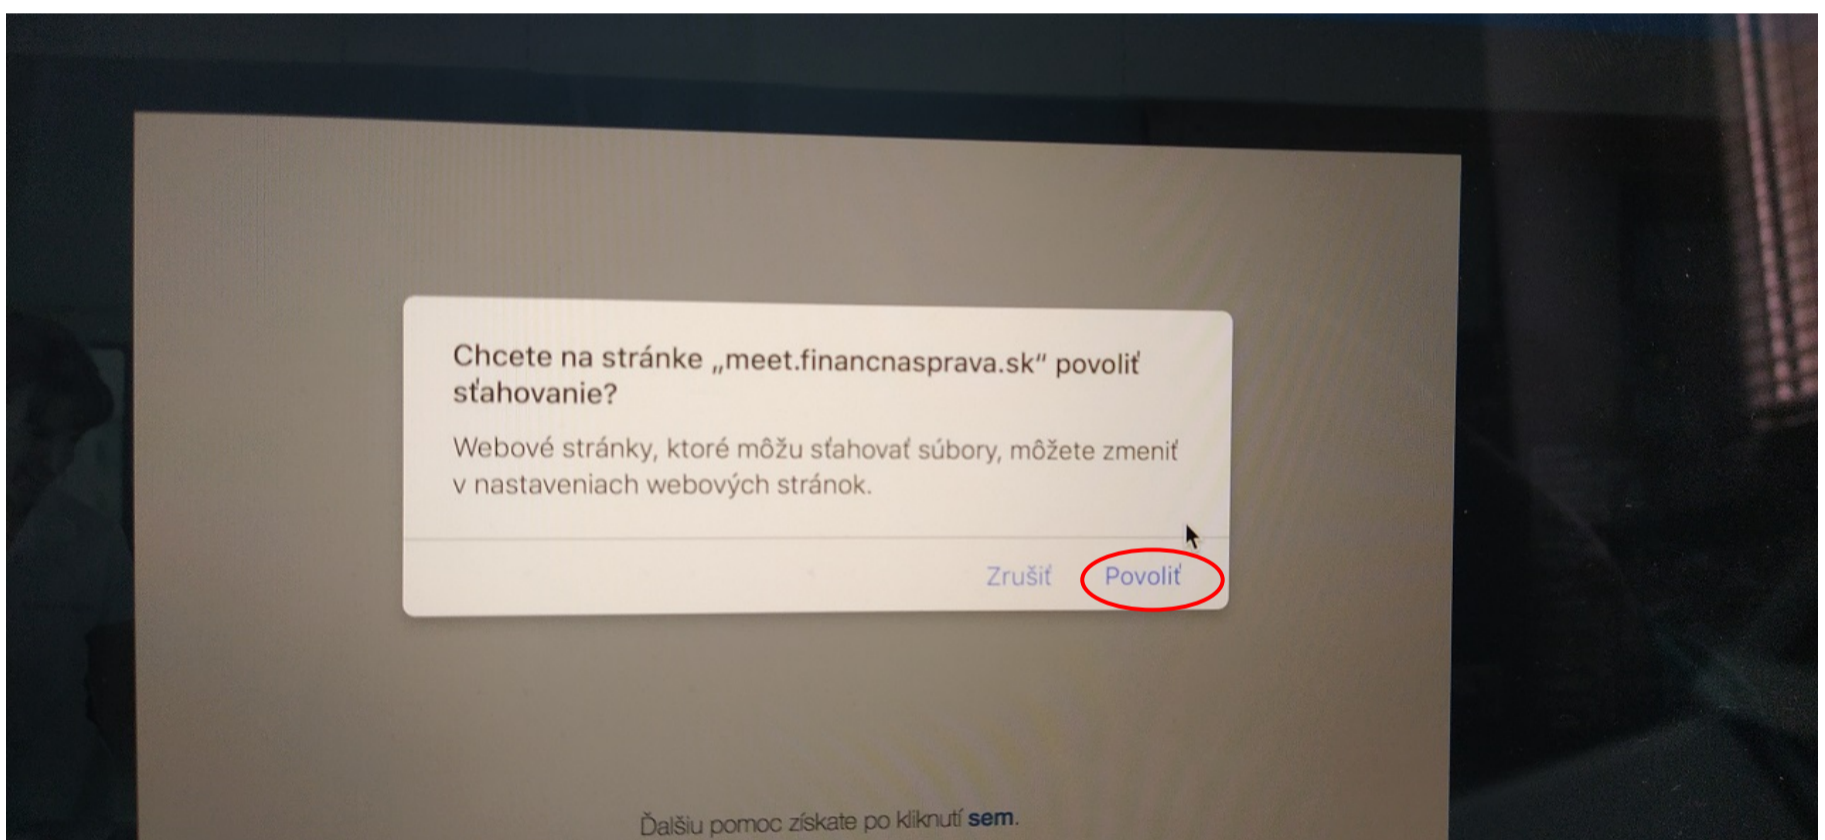 Chcete na stránke „meet.financnasprava.sk“ povoliť
sťahovanie?
Webové stránky, ktoré môžu sťahovať súbory, môžete zmeniť
v nastaveniach webových stránok.
Zrušiť Povoliť
Ďalšiu pomoc získate po kliknutí sem.